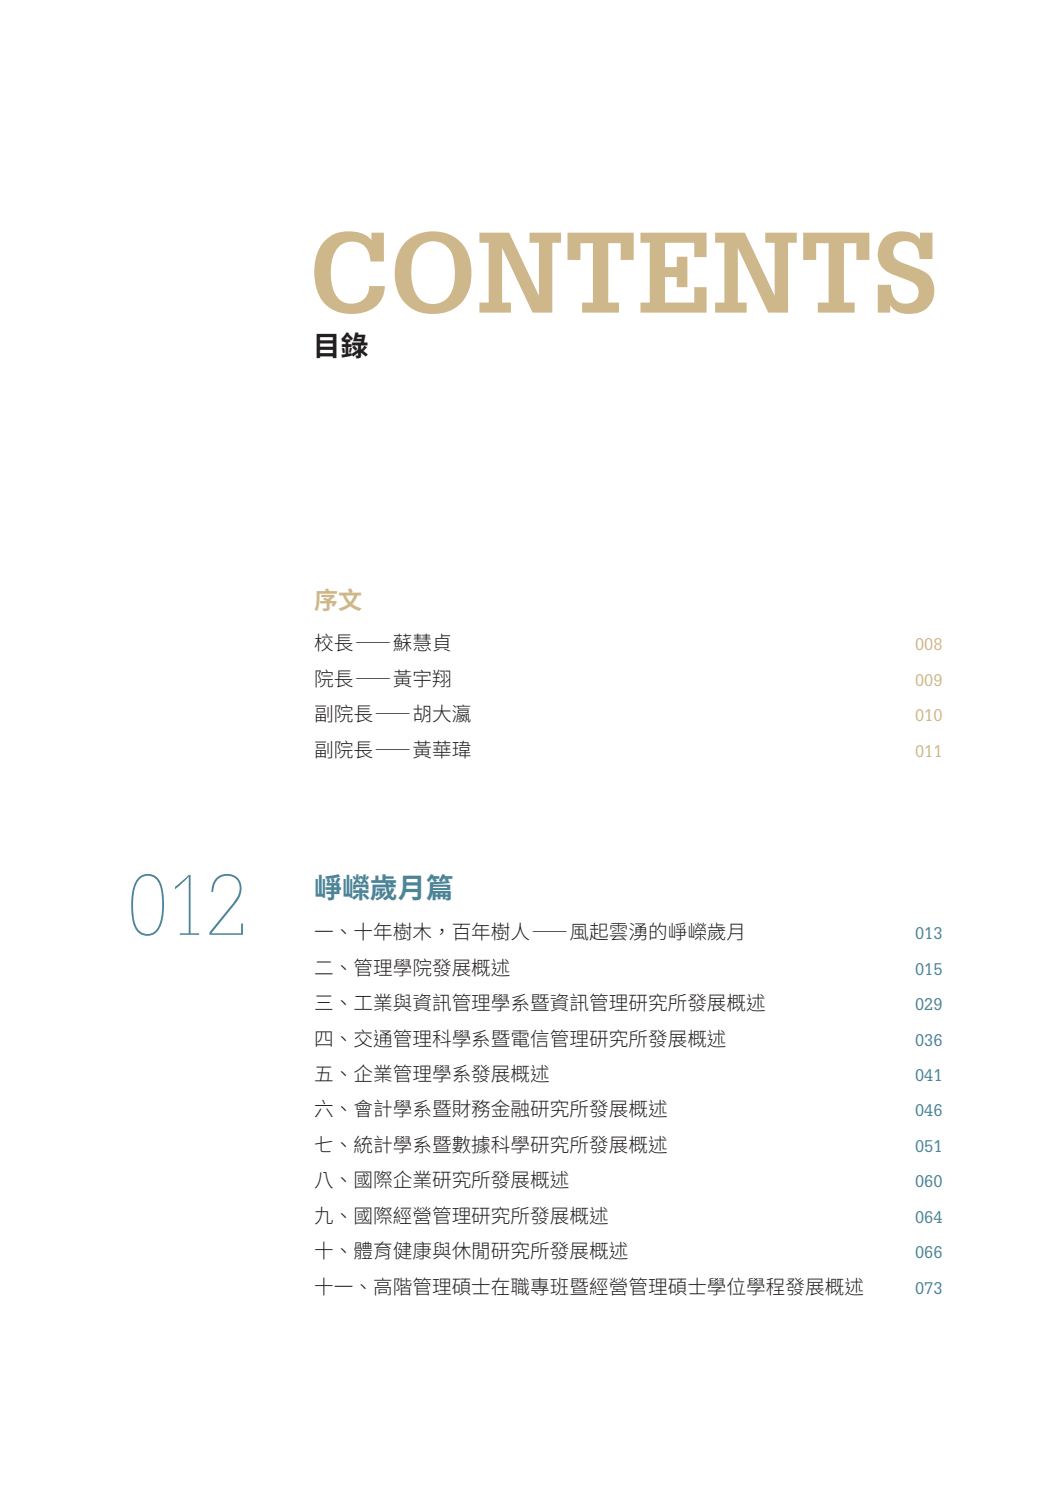 CONTENTS
目錄
序文
校長——蘇慧貞 008
院長——黃宇翔 009
副院長——胡大瀛 010
副院長——黃華瑋 011
012
崢嶸歲月篇
一、十年樹木，百年樹人——風起雲湧的崢嶸歲月 013
二、管理學院發展概述 015
三、工業與資訊管理學系暨資訊管理研究所發展概述 029
四、交通管理科學系暨電信管理研究所發展概述 036
五、企業管理學系發展概述 041
六、會計學系暨財務金融研究所發展概述 046
七、統計學系暨數據科學研究所發展概述 051
八、國際企業研究所發展概述 060
九、國際經營管理研究所發展概述 064
十、體育健康與休閒研究所發展概述 066
十一、高階管理碩士在職專班暨經營管理碩士學位學程發展概述 073